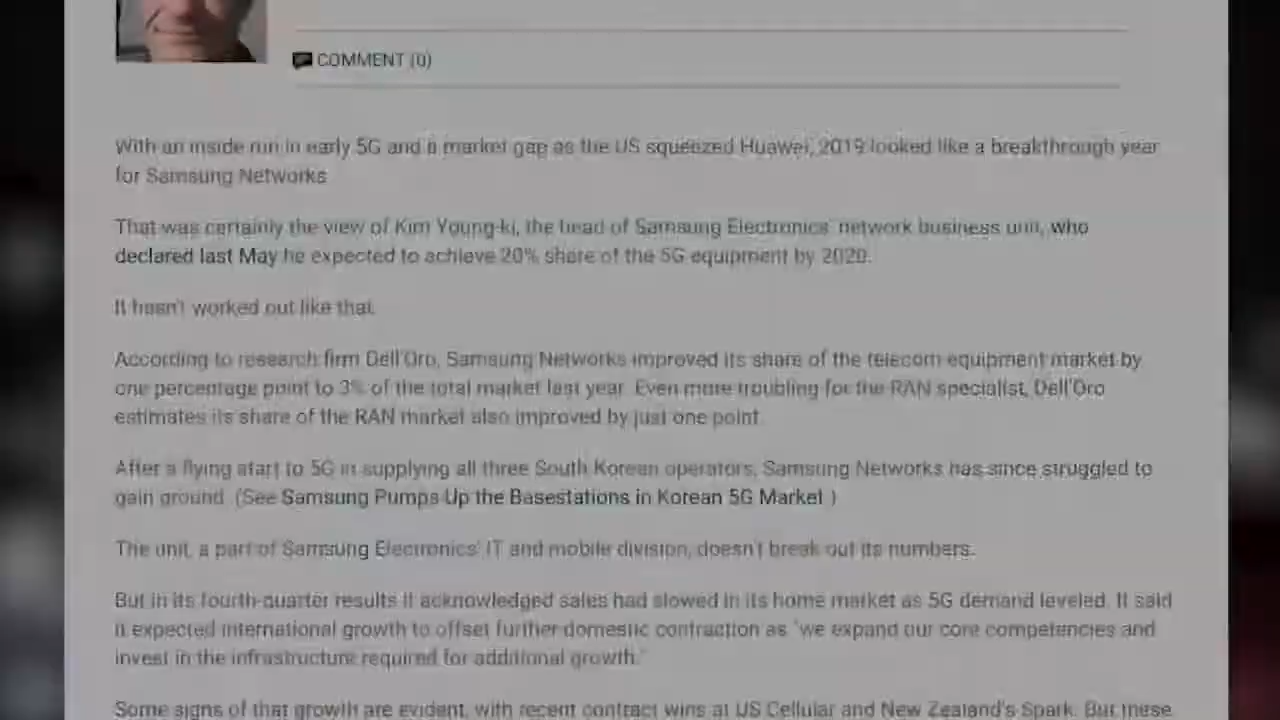 COMMENT (0)
With an inside run in early 5G and a market gap as the US squeezed Huawei, 2019 looked like a breakthrough year
for Samsung Networks
That was certainly the view of Kim Young-ki, the head of Samsung Electronics' network business unit, who
declared last May he expected to achieve 20% share of the 5G equipment by 2020.
It hasn't worked out like that.
According to research firm Dell'Oro, Samsung Networks improved its share of the telecom equipment market by
one percentage point to 3% of the total market last year. Even more troubling for the RAN specialist, Dell'Oro
estimates its share of the RAN market also improved by just one point.
After a flying start to 5G in supplying all three South Korean operators, Samsung Networks has since struggled to
gain ground. (See Samsung Pumps Up the Basestations in Korean 5G Market )
The unit, a part of Samsung Electronics' IT and mobile division, doesn't break out its numbers.
But in its fourth-quarter results it acknowledged sales had slowed in its home market as 5G demand leveled. It said
it expected international growth to offset further domestic contraction as "we expand our core competencies and
invest in the infrastructure required for additional growth."
Some signs of that growth are evident, with recent contract wins at US Cellular and New Zealand's Spark. But these